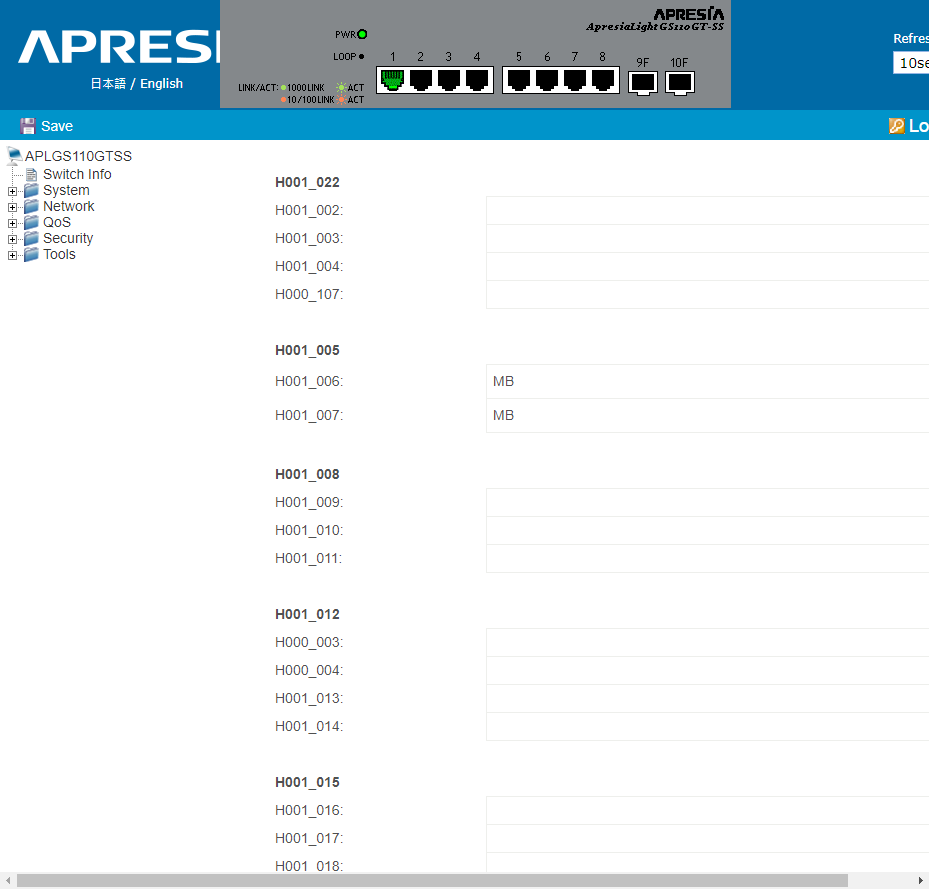 APRESI
日本語 / English
PWR
LOOP
LINK/ACT: 1000LINK ACT
10/100LINK ACT
1 2 3 4 5 6 7 8 9F 10F
APRESIA
ApresiaLight GS110GT-SS
Refres
10se
Save
Lo
APLGS110GTSS
Switch Info
System
Network
QoS
Security
Tools
H001_022
H001_002:
H001_003:
H001_004:
H000_107:
H001_005
H001_006: MB
H001_007: MB
H001_008
H001_009:
H001_010:
H001_011:
H001_012
H000_003:
H000_004:
H001_013:
H001_014:
H001_015
H001_016:
H001_017:
H001_018: